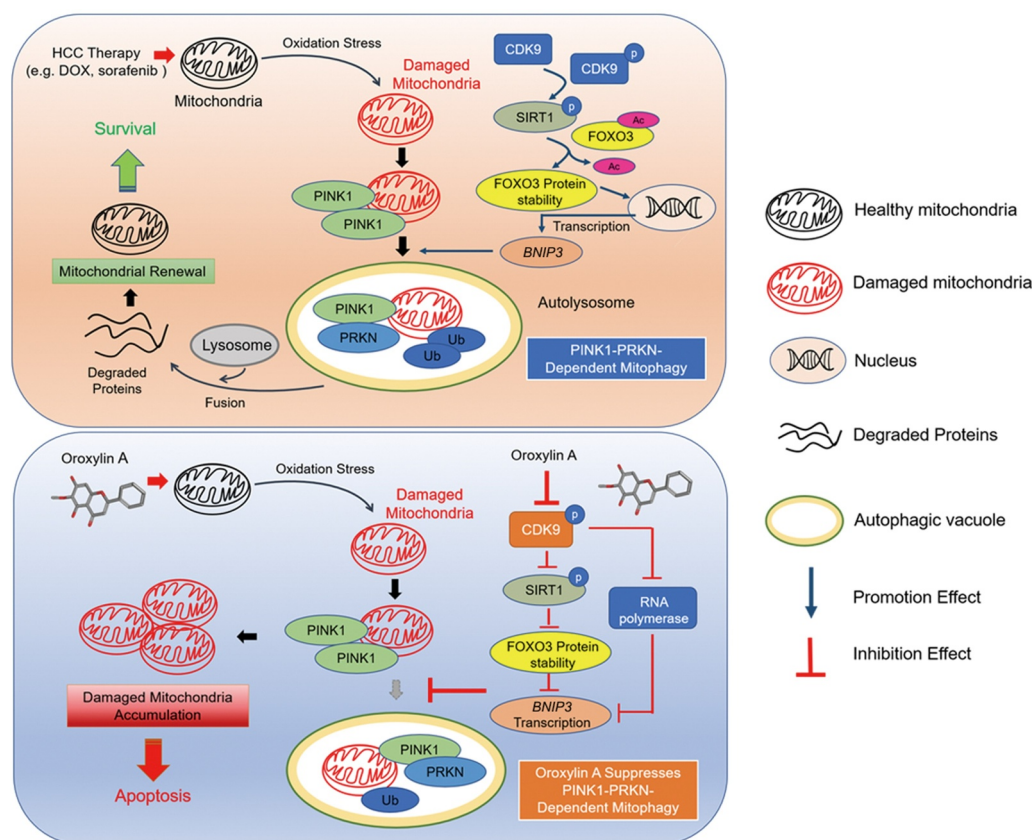 HCC Therapy
(e.g. DOX, sorafenib )
Mitochondria
Oxidation Stress
Damaged
Mitochondria
CDK9
CDK9
p
SIRT1
p
FOXO3
Ac
Ac
FOXO3 Protein
stability
Transcription
BNIP3
PINK1
PINK1
Survival
Mitochondrial Renewal
Degraded
Proteins
Lysosome
Fusion
PINK1
PRKN
Ub
Ub
Autolysosome
PINK1-PRKN-
Dependent Mitophagy
Oroxylin A
Oxidation Stress
Damaged
Mitochondria
Oroxylin A
CDK9
p
SIRT1
p
RNA
polymerase
FOXO3 Protein
stability
BNIP3
Transcription
PINK1
PINK1
Damaged Mitochondria
Accumulation
Apoptosis
PINK1
PRKN
Ub
Oroxylin A Suppresses
PINK1-PRKN-
Dependent Mitophagy
Healthy mitochondria
Damaged mitochondria
Nucleus
Degraded Proteins
Autophagic vacuole
Promotion Effect
Inhibition Effect